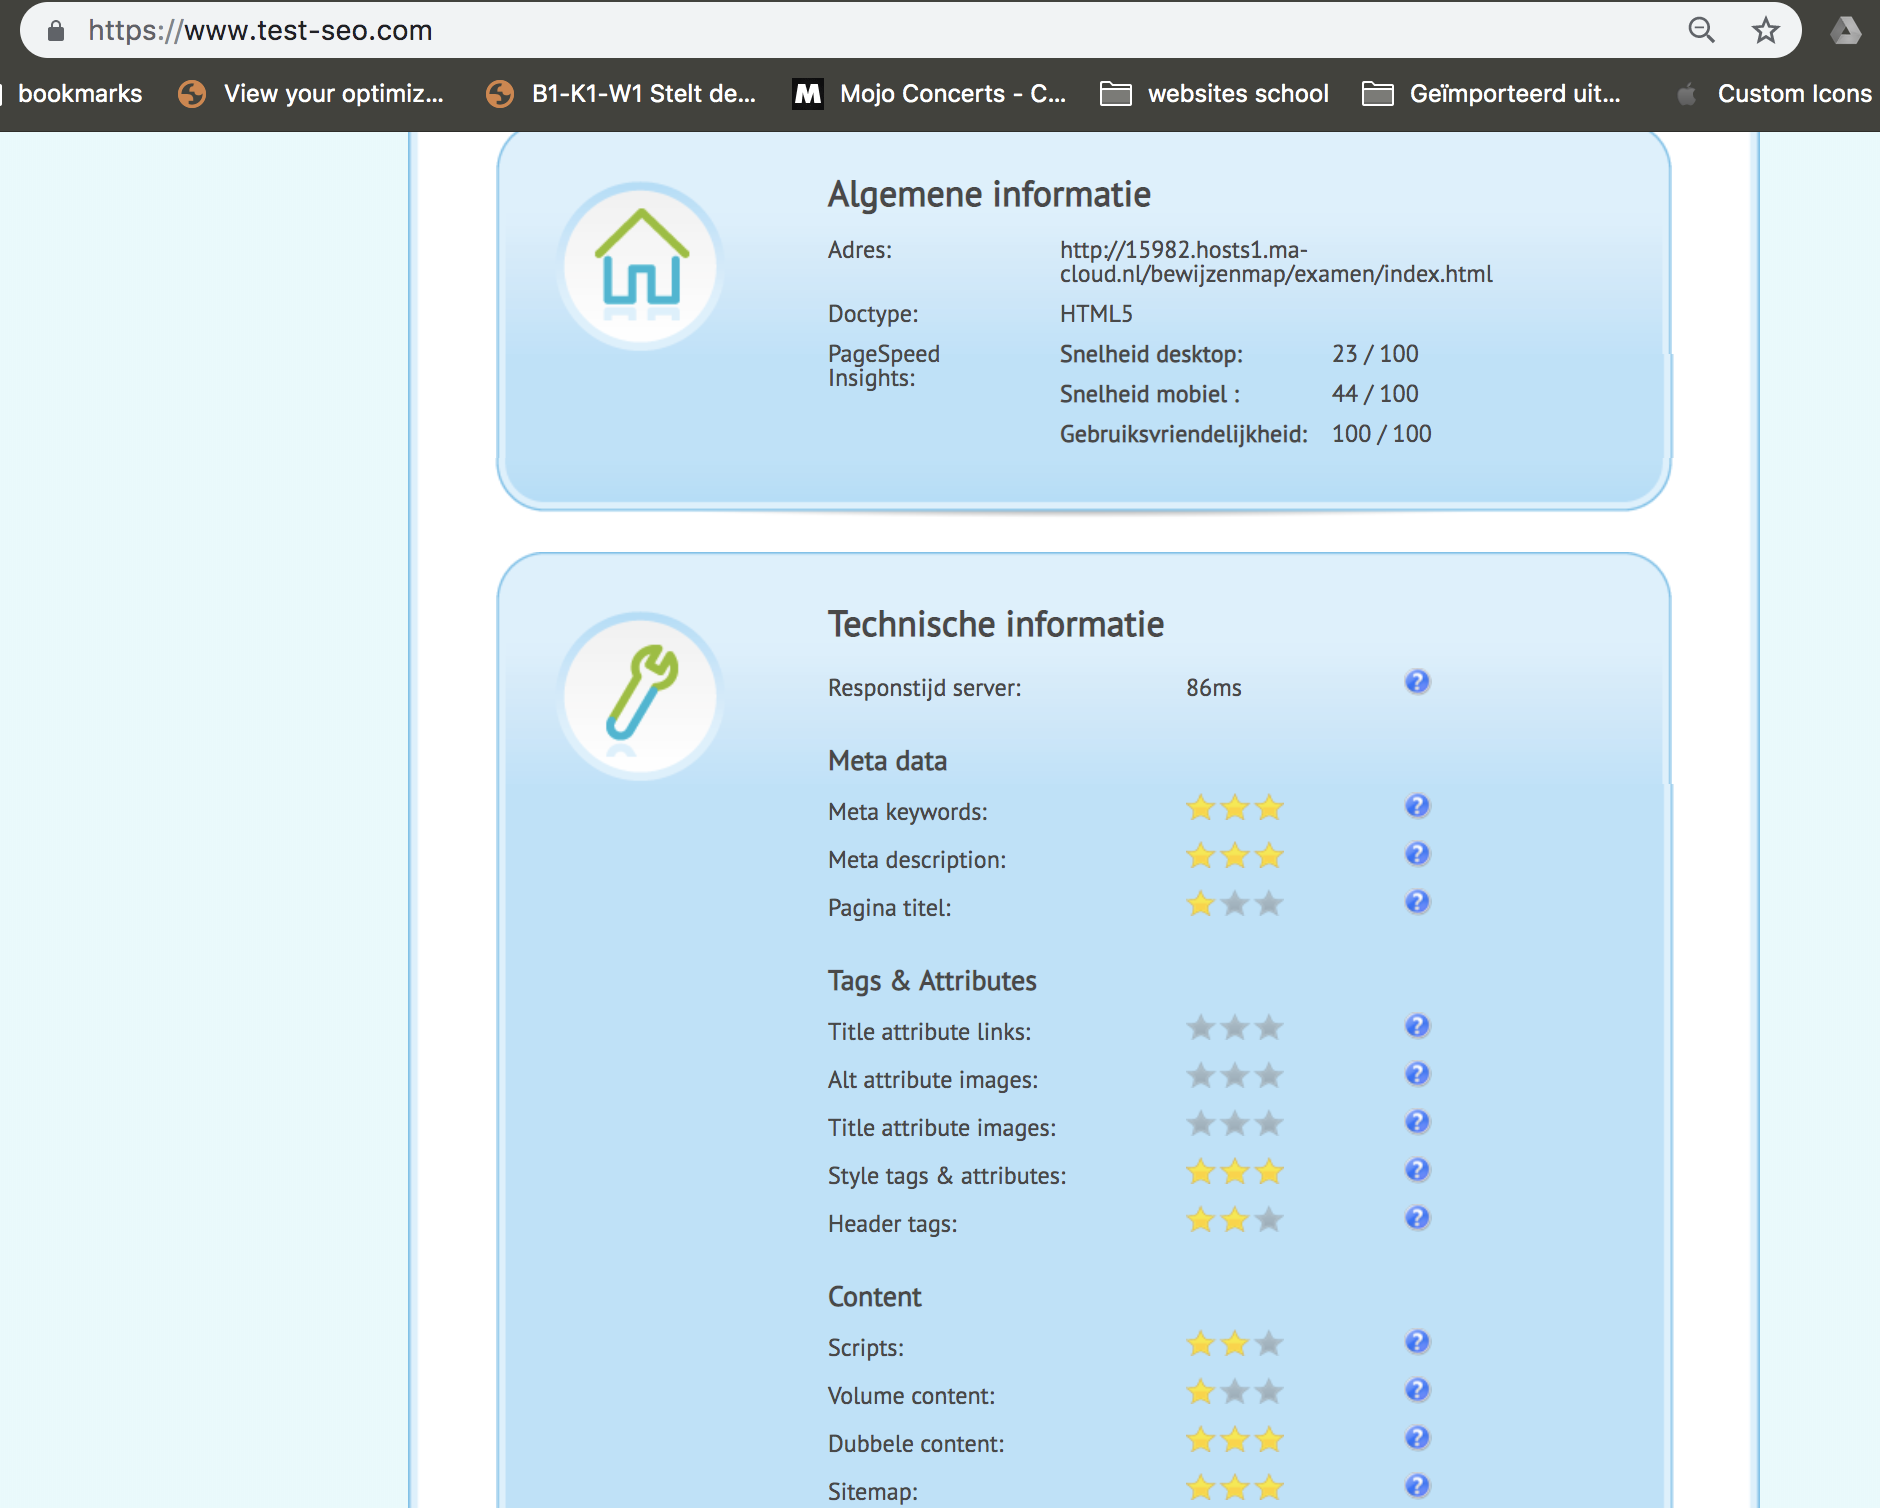 https://www.test-seo.com
bookmarks View your optimiz... B1-K1-W1 Stelt de... M Mojo Concerts - C... websites school Geïmporteerd uit... Custom Icons
Algemene informatie
Adres: http://15982.hosts1.ma-
cloud.nl/bewijzenmap/examen/index.html
Doctype: HTML5
PageSpeed Snelheid desktop: 23 / 100
Insights:
Snelheid mobiel : 44 / 100
Gebruiksvriendelijkheid: 100 / 100
Technische informatie
Responstijd server: 86ms ?
Meta data
Meta keywords: ?
Meta description: ?
Pagina titel: ?
Tags & Attributes
Title attribute links: ?
Alt attribute images: ?
Title attribute images: ?
Style tags & attributes: ?
Header tags: ?
Content
Scripts: ?
Volume content: ?
Dubbele content: ?
Sitemap: ?